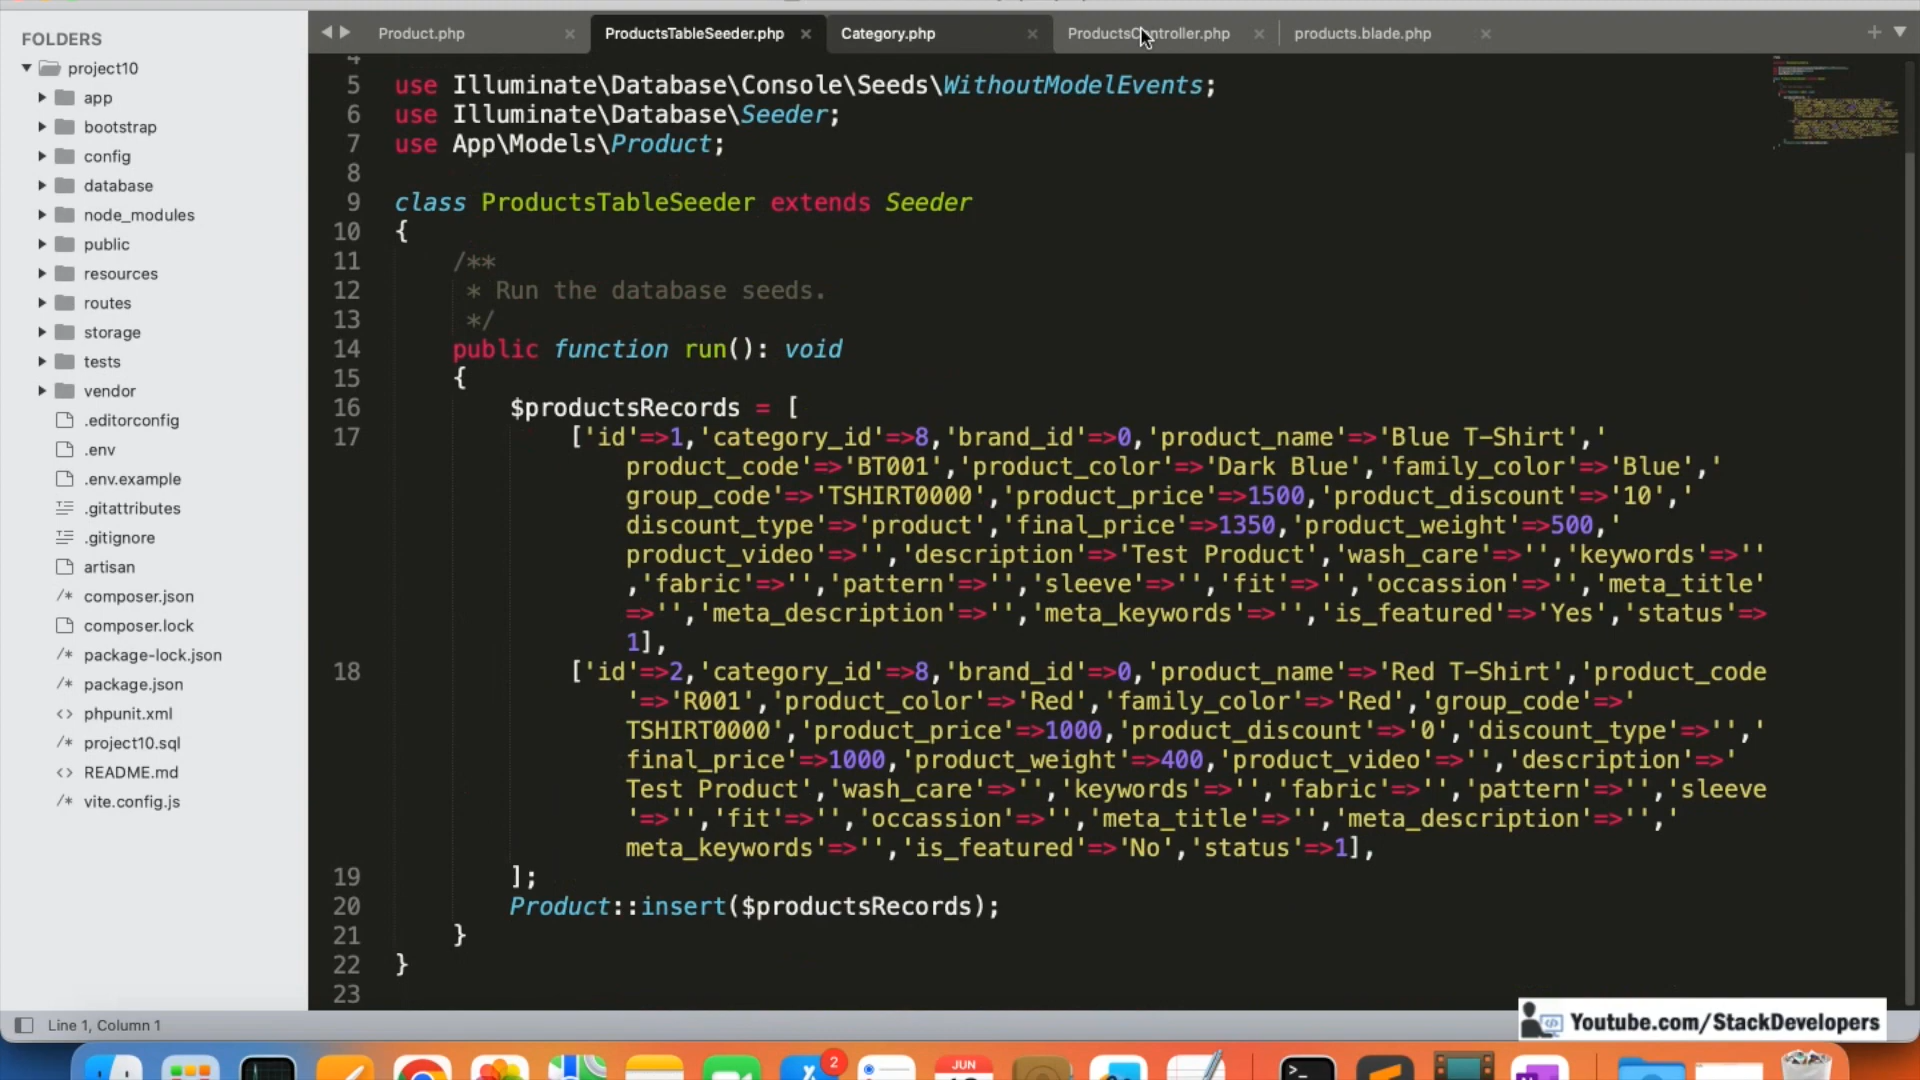 FOLDERS
project10
app
bootstrap
config
database
node_modules
public
resources
routes
storage
tests
vendor
.editorconfig
.env
.env.example
.gitattributes
.gitignore
artisan
/* composer.json
composer.lock
/* package-lock.json
/* package.json
<> phpunit.xml
/* project10.sql
<> README.md
/* vite.config.js
Product.php ×
ProductsTableSeeder.php ×
Category.php ×
ProductsController.php ×
products.blade.php ×
4
5 use Illuminate\Database\Console\Seeds\WithoutModelEvents;
6 use Illuminate\Database\Seeder;
7 use App\Models\Product;
8
9 class ProductsTableSeeder extends Seeder
10 {
11 /**
12 * Run the database seeds.
13 */
14 public function run(): void
15 {
16 $productsRecords = [
17 ['id'=>1,'category_id'=>8,'brand_id'=>0,'product_name'=>'Blue T-Shirt','
product_code'=>'BT001','product_color'=>'Dark Blue','family_color'=>'Blue','
group_code'=>'TSHIRT0000','product_price'=>1500,'product_discount'=>'10','
discount_type'=>'product','final_price'=>1350,'product_weight'=>500,'
product_video'=>'','description'=>'Test Product','wash_care'=>'','keywords'=>''
,'fabric'=>'','pattern'=>'','sleeve'=>'','fit'=>'','occassion'=>'','meta_title'
=>'','meta_description'=>'','meta_keywords'=>'','is_featured'=>'Yes','status'=>
1],
18 ['id'=>2,'category_id'=>8,'brand_id'=>0,'product_name'=>'Red T-Shirt','product_code
'=>'R001','product_color'=>'Red','family_color'=>'Red','group_code'=>'
TSHIRT0000','product_price'=>1000,'product_discount'=>'0','discount_type'=>'','
final_price'=>1000,'product_weight'=>400,'product_video'=>'','description'=>'
Test Product','wash_care'=>'','keywords'=>'','fabric'=>'','pattern'=>'','sleeve
'=>'','fit'=>'','occassion'=>'','meta_title'=>'','meta_description'=>'','
meta_keywords'=>'','is_featured'=>'No','status'=>1],
19 ];
20 Product::insert($productsRecords);
21 }
22 }
23
Youtube.com/StackDevelopers
Line 1, Column 1
2
JUN